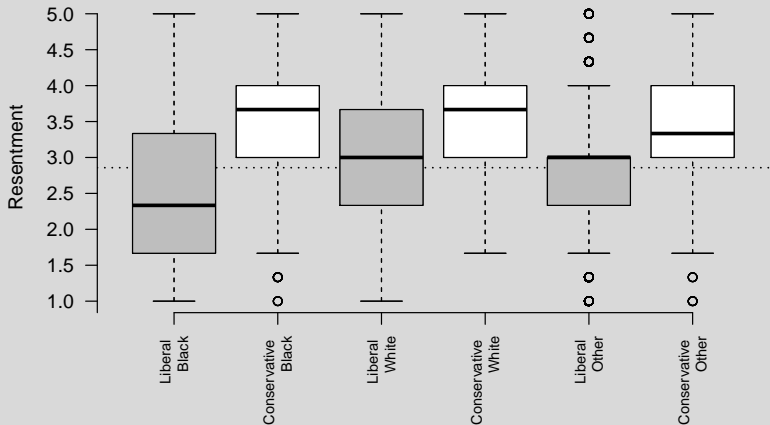 5.0
4.5
4.0
3.5
3.0
2.5
2.0
1.5
1.0
Resentment
Liberal
Black
Conservative
Black
Liberal
White
Conservative
White
Liberal
Other
Conservative
Other